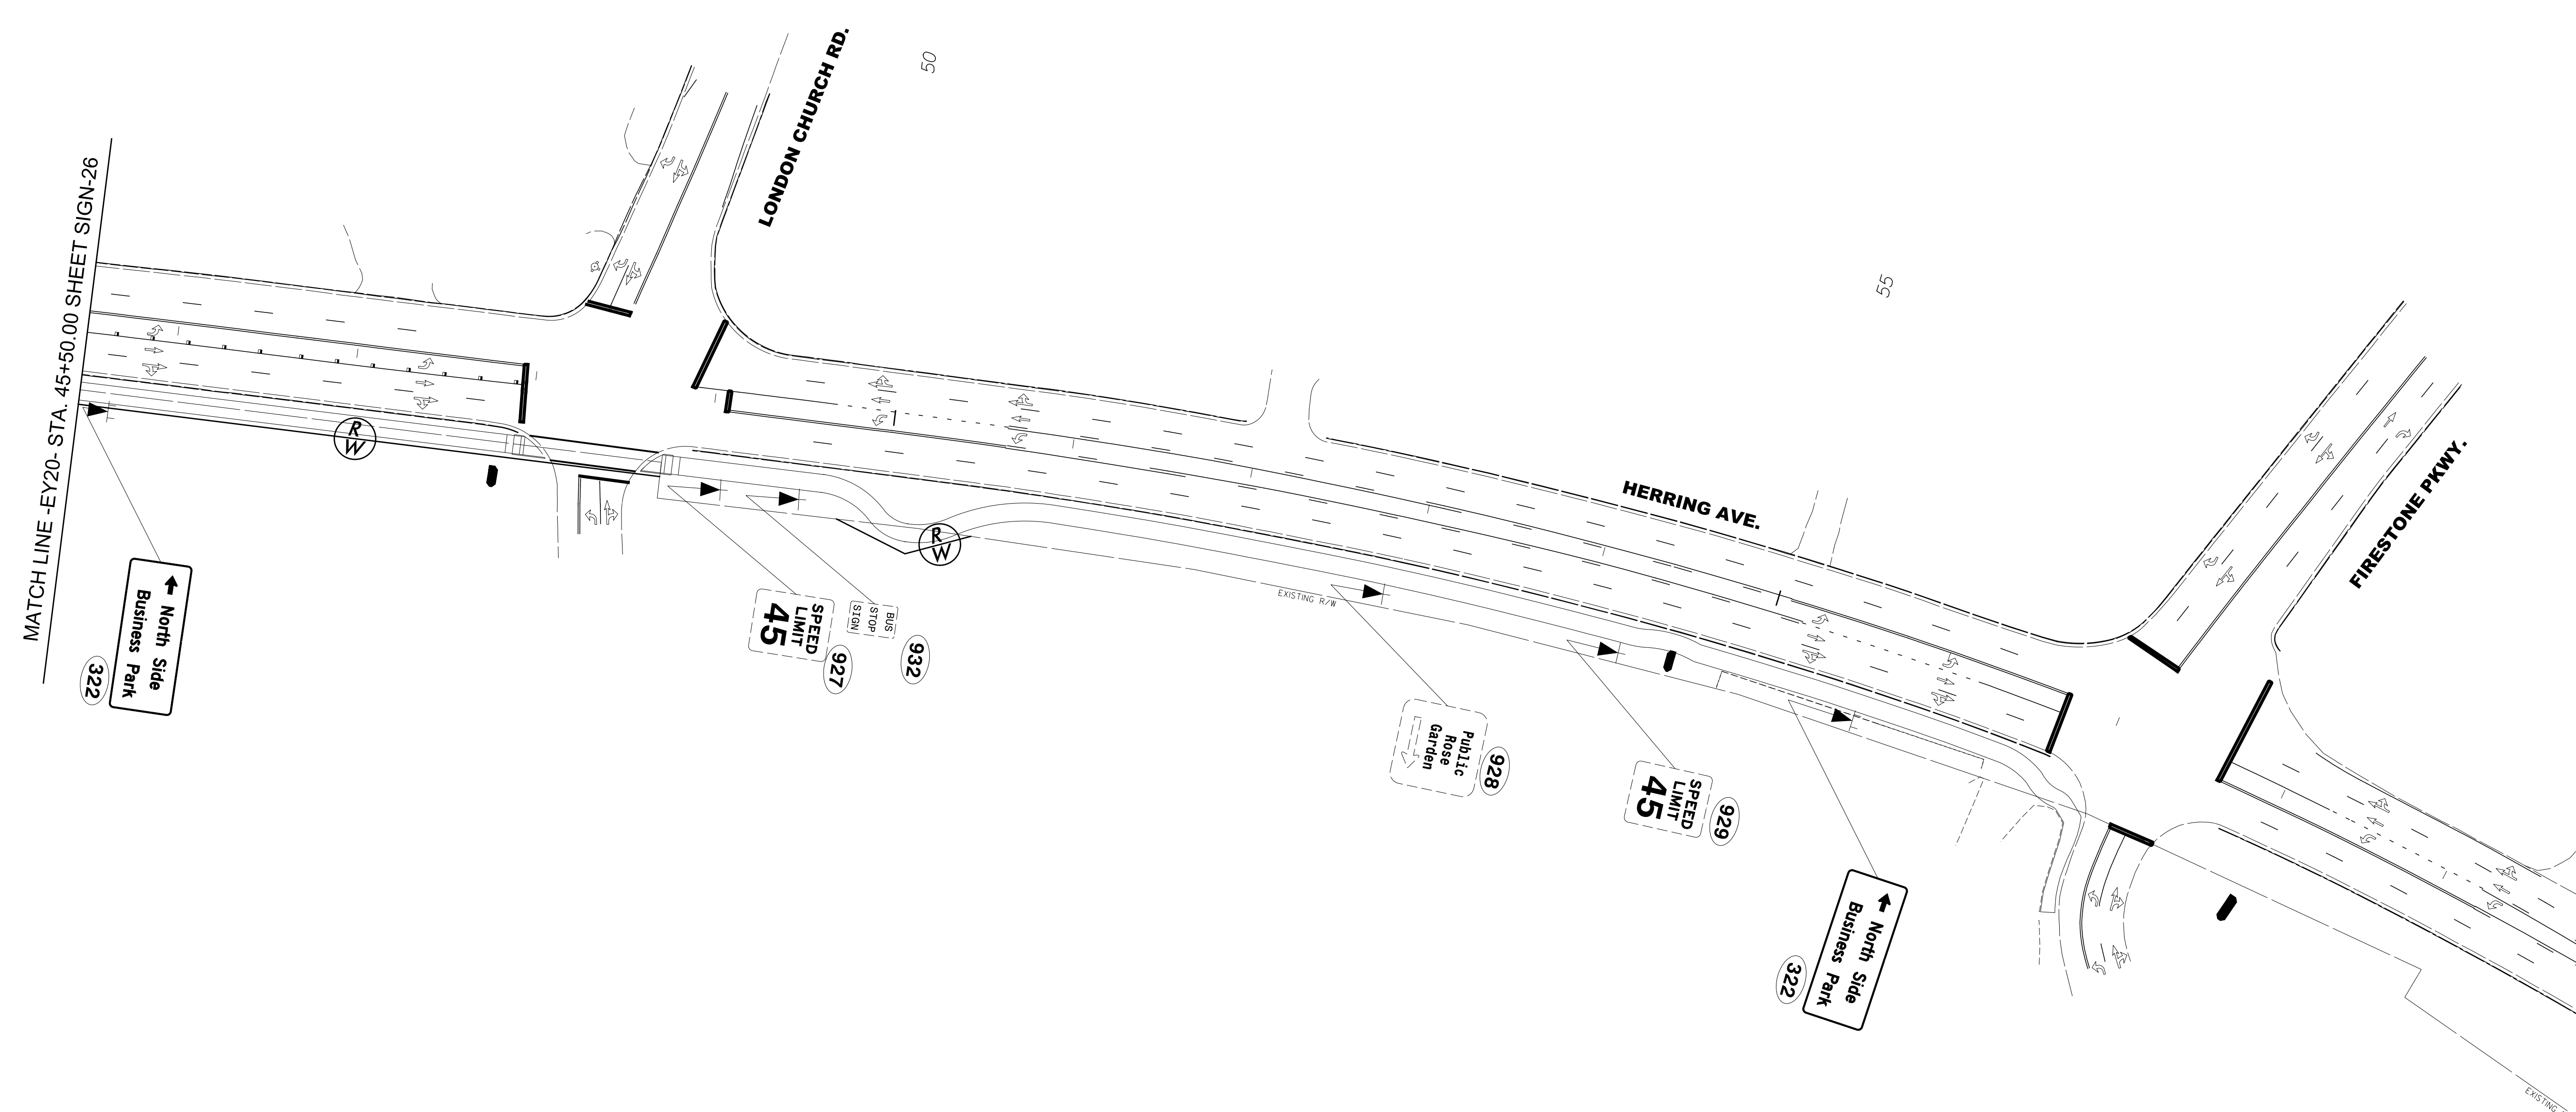 MATCH LINE -EY20- STA. 45+50.00 SHEET SIGN-26
LONDON CHURCH RD.
50
55
HERRING AVE.
FIRESTONE PKWY.
R
W
R
W
EXISTING R/W
North Side
Business Park
322
SPEED
LIMIT
45
927
BUS
STOP
SIGN
932
Public
Rose
Garden
928
SPEED
LIMIT
45
929
North Side
Business Park
322
EXISTING